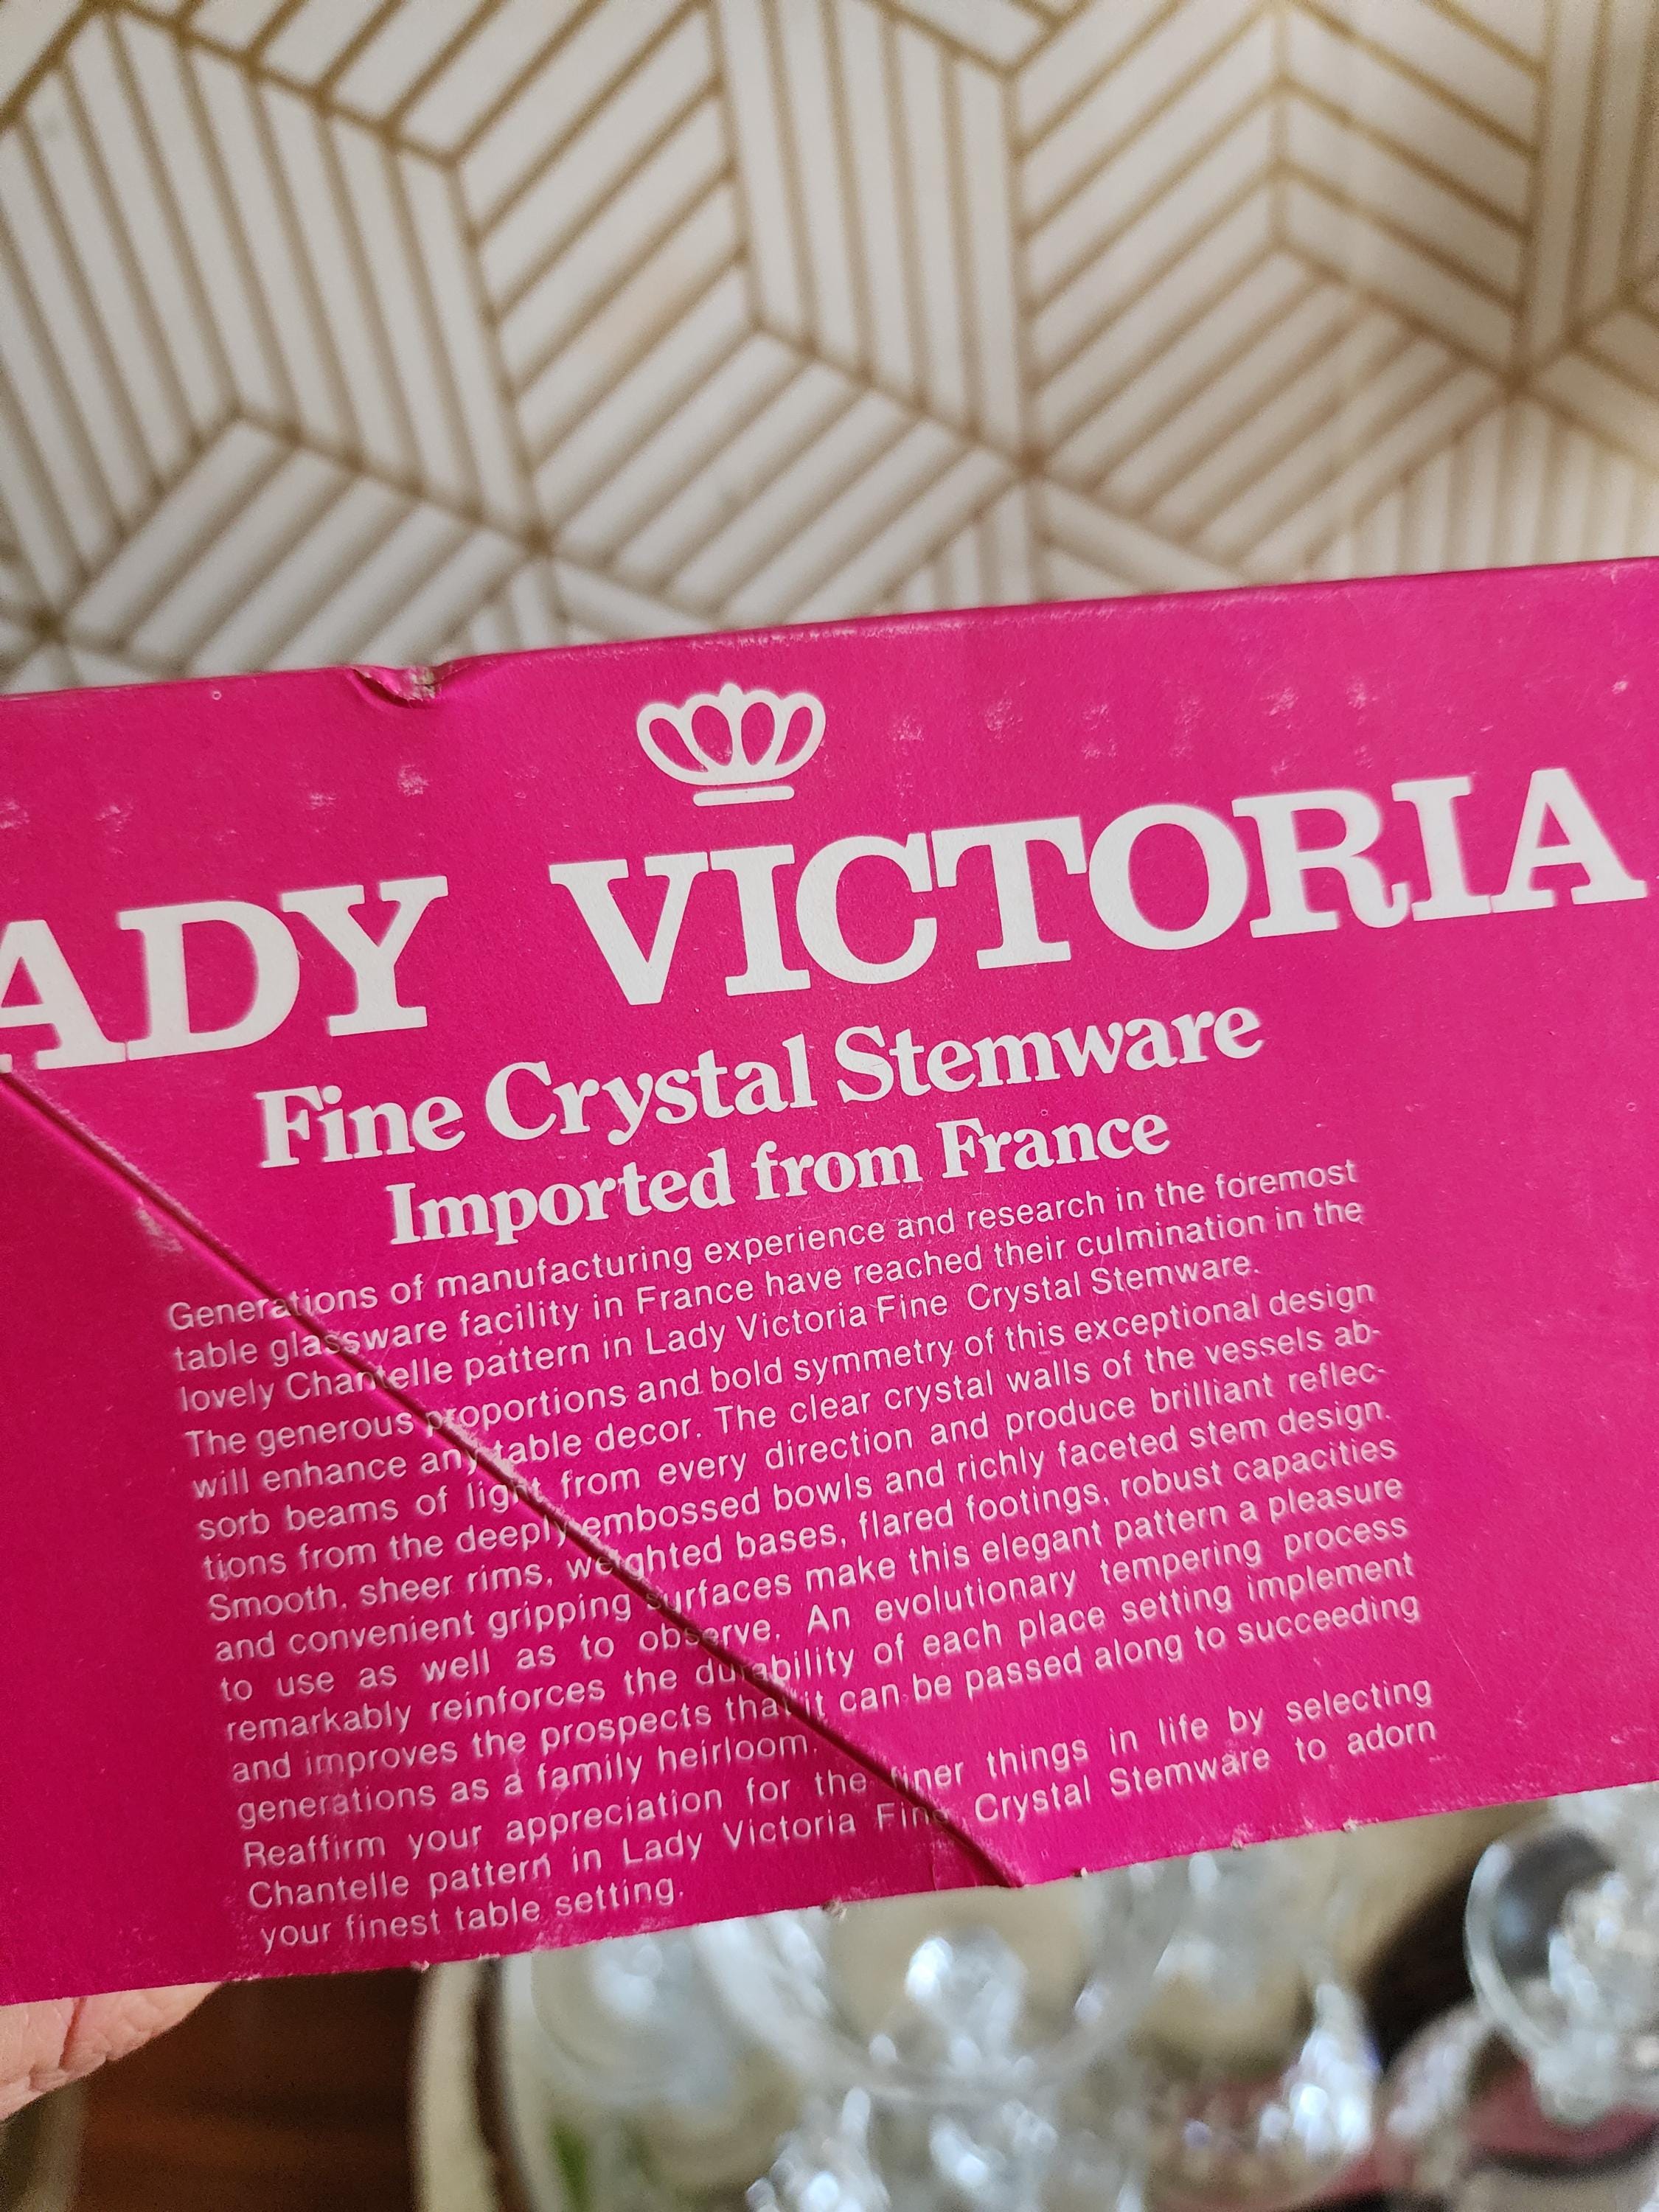 ADY VICTORIA
Fine Crystal Stemware
Imported from France
Generations of manufacturing experience and research in the foremost
table glassware facility in France have reached their culmination in the
lovely Chantelle pattern in Lady Victoria Fine Crystal Stemware.
The generous proportions and bold symmetry of this exceptional design
will enhance any table decor. The clear crystal walls of the vessels ab-
sorb beams of light from every direction and produce brilliant reflec-
tions from the deeply embossed bowls and richly faceted stem design.
Smooth, sheer rims, weighted bases, flared footings, robust capacities
and convenient gripping surfaces make this elegant pattern a pleasure
to use as well as to observe. An evolutionary tempering process
remarkably reinforces the durability of each place setting implement
and improves the prospects that it can be passed along to succeeding
generations as a family heirloom.
Reaffirm your appreciation for the finer things in life by selecting
Chantelle pattern in Lady Victoria Fine Crystal Stemware to adorn
your finest table setting.